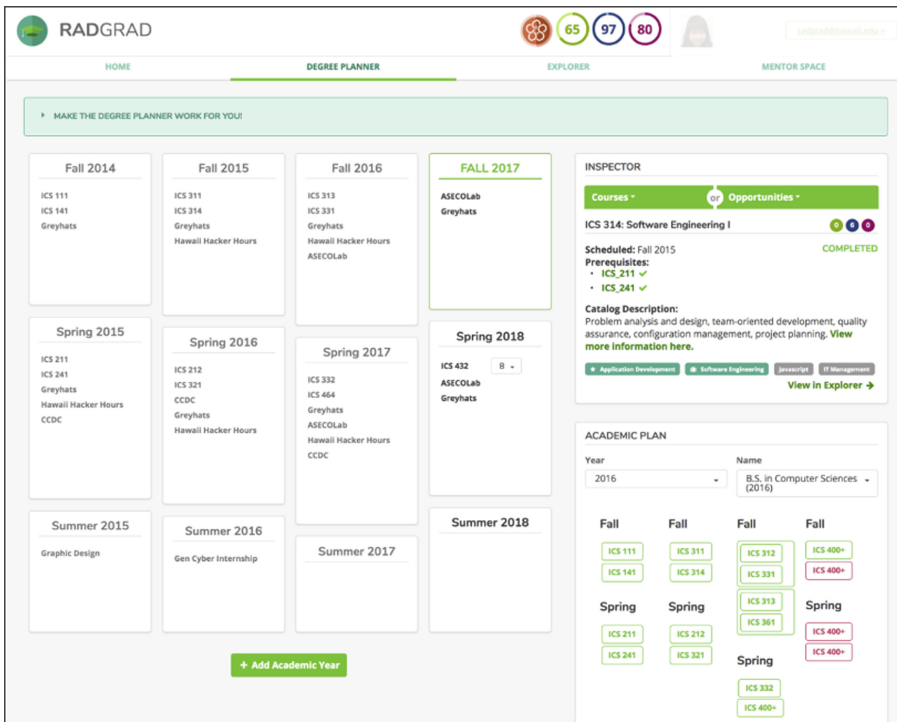 RADGRAD
65 97 80
HOME DEGREE PLANNER EXPLORER MENTOR SPACE
MAKE THE DEGREE PLANNER WORK FOR YOU!
Fall 2014
ICS 111
ICS 141
Greyhats
Spring 2015
ICS 211
ICS 241
Greyhats
Hawaii Hacker Hours
CCDC
Summer 2015
Graphic Design
Fall 2015
ICS 311
ICS 314
Greyhats
Hawaii Hacker Hours
Spring 2016
ICS 212
ICS 321
CCDC
Greyhats
Hawaii Hacker Hours
Summer 2016
Gen Cyber Internship
Fall 2016
ICS 313
ICS 331
Greyhats
Hawaii Hacker Hours
ASECOLab
Spring 2017
ICS 332
ICS 464
Greyhats
ASECOLab
Hawaii Hacker Hours
CCDC
Summer 2017
FALL 2017
ASECOLab
Greyhats
Spring 2018
ICS 432 B
ASECOLab
Greyhats
Summer 2018
+ Add Academic Year
INSPECTOR
Courses or Opportunities
ICS 314: Software Engineering I 0 6 0
Scheduled: Fall 2015 COMPLETED
Prerequisites:
• ICS_211 ✓
• ICS_241 ✓
Catalog Description:
Problem analysis and design, team-oriented development, quality
assurance, configuration management, project planning. View
more information here.
Application Development Software Engineering Javascript IT Management
View in Explorer →
ACADEMIC PLAN
Year Name
2016 B.S. in Computer Sciences
(2016)
Fall
ICS 111
ICS 141
Spring
ICS 211
ICS 241
Fall
ICS 311
ICS 314
Spring
ICS 212
ICS 321
Fall
ICS 312
ICS 331
ICS 313
ICS 361
Spring
ICS 332
ICS 400+
Fall
ICS 400+
ICS 400+
Spring
ICS 400+
ICS 400+